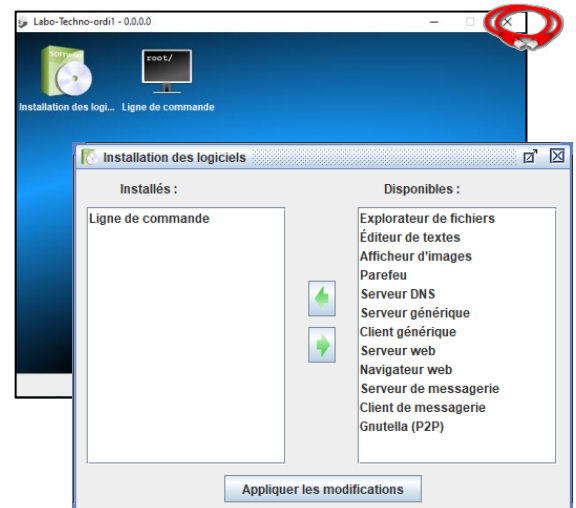 Labo-Techno-ordi1 - 0.0.0.0
root/
Installation des logi... Ligne de commande
Installation des logiciels
Installés :
Disponibles :
Ligne de commande
Explorateur de fichiers
Éditeur de textes
Afficheur d'images
Parefeu
Serveur DNS
Serveur générique
Client générique
Serveur web
Navigateur web
Serveur de messagerie
Client de messagerie
Gnutella (P2P)
Appliquer les modifications